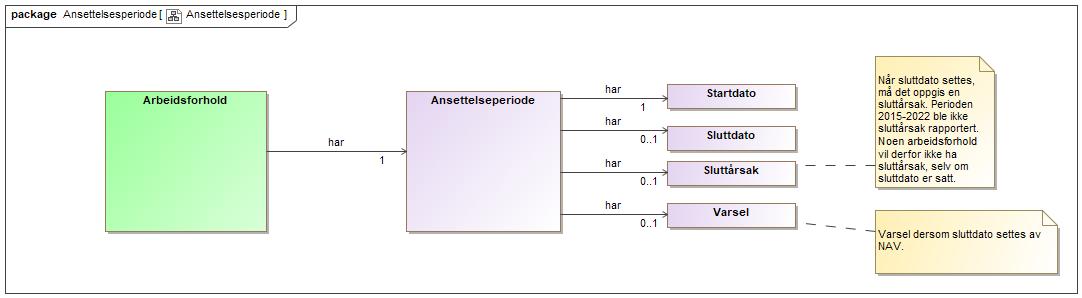 package Ansettelsesperiode [ Ansettelsesperiode ]
Arbeidsforhold
har
1
Ansettelseperiode
har
1
Startdato
har
0..1
Sluttdato
har
0..1
Sluttårsak
har
0..1
Varsel
Når sluttdato settes,
må det oppgis en
sluttårsak. Perioden
2015-2022 ble ikke
sluttårsak rapportert.
Noen arbeidsforhold
vil derfor ikke ha
sluttårsak, selv om
sluttdato er satt.
Varsel dersom sluttdato settes av
NAV.